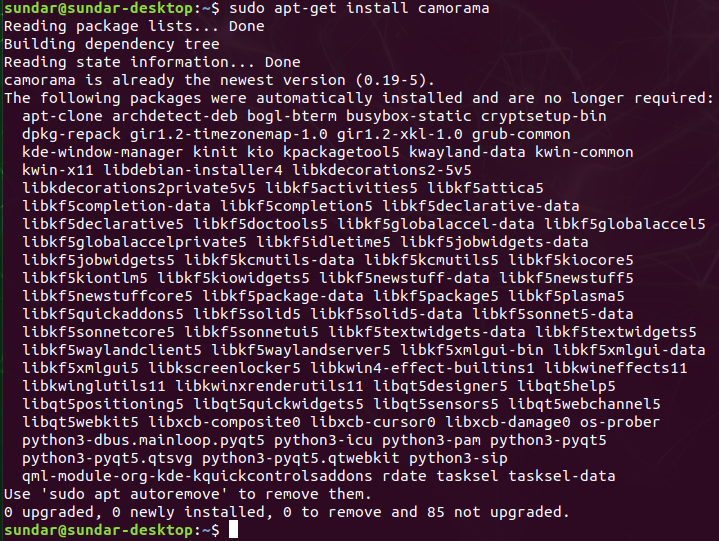 sundar@sundar-desktop:~$ sudo apt-get install camorama
Reading package lists... Done
Building dependency tree
Reading state information... Done
camorama is already the newest version (0.19-5).
The following packages were automatically installed and are no longer required:
  apt-clone archdetect-deb bogl-bterm busybox-static cryptsetup-bin
  dpkg-repack gir1.2-timezonemap-1.0 gir1.2-xkl-1.0 grub-common
  kde-window-manager kinit kio kpackagetool5 kwayland-data kwin-common
  kwin-x11 libdebian-installer4 libkdecorations2-5v5
  libkdecorations2private5v5 libkf5activities5 libkf5attica5
  libkf5completion-data libkf5completion5 libkf5declarative-data
  libkf5declarative5 libkf5doctools5 libkf5globalaccel-data libkf5globalaccel5
  libkf5globalaccelprivate5 libkf5idletime5 libkf5jobwidgets-data
  libkf5jobwidgets5 libkf5kcmutils-data libkf5kcmutils5 libkf5kiocore5
  libkf5kiontlm5 libkf5kiowidgets5 libkf5newstuff-data libkf5newstuff5
  libkf5newstuffcore5 libkf5package-data libkf5package5 libkf5plasma5
  libkf5quickaddons5 libkf5solid5 libkf5solid5-data libkf5sonnet5-data
  libkf5sonnetcore5 libkf5sonnetui5 libkf5textwidgets-data libkf5textwidgets5
  libkf5waylandclient5 libkf5waylandserver5 libkf5xmlgui-bin libkf5xmlgui-data
  libkf5xmlgui5 libkscreenlocker5 libkwin4-effect-builtins1 libkwineffects11
  libkwinglutils11 libkwinxrenderutils11 libqt5designer5 libqt5help5
  libqt5positioning5 libqt5quickwidgets5 libqt5sensors5 libqt5webchannel5
  libqt5webkit5 libxcb-composite0 libxcb-cursor0 libxcb-damage0 os-prober
  python3-dbus.mainloop.pyqt5 python3-icu python3-pam python3-pyqt5
  python3-pyqt5.qtsvg python3-pyqt5.qtwebkit python3-sip
  qml-module-org-kde-kquickcontrolsaddons rdate tasksel tasksel-data
Use 'sudo apt autoremove' to remove them.
0 upgraded, 0 newly installed, 0 to remove and 85 not upgraded.
sundar@sundar-desktop:~$